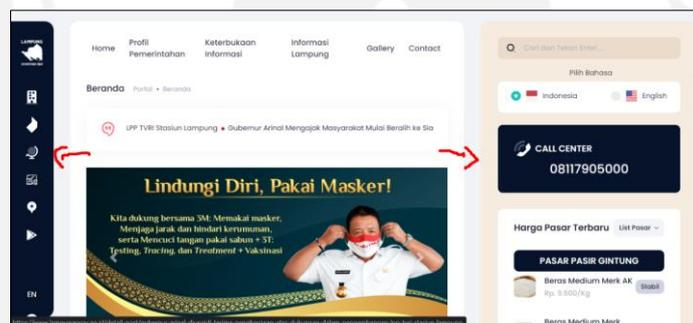 LAMPUNG
Home
Profil
Pemerintahan
Keterbukaan
Informasi
Informasi
Lampung
Gallery
Contact
Beranda Portal • Beranda
LPP TVRI Stasiun Lampung • Gubernur Arinal Mengajak Masyarakat Mulai Beralih ke Sia
Lindungi Diri, Pakai Masker!
Kita dukung bersama 3M: Memakai masker,
Menjaga jarak dan hindari kerumunan,
serta Mencuci tangan pakai sabun + 3T:
Testing, Tracing, dan Treatment + Vaksinasi
EN
Cari dan Tekan Enter...
Pilih Bahasa
Indonesia
English
CALL CENTER
08117905000
Harga Pasar Terbaru
List Pasar
PASAR PASIR GINTUNG
Beras Medium Merk AK
Rp. 9.500/Kg
Stabil
Beras Medium Merk